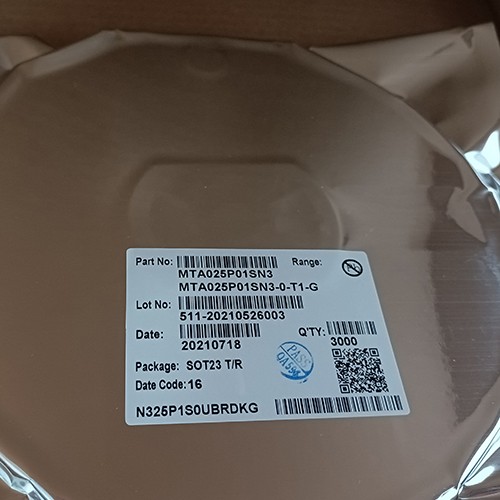 Part No: Range:
MTA025P01SN3
MTA025P01SN3-0-T1-G
Lot No:
511-20210526003
Date: Q'TY:
20210718 3000
Package: SOT23 T/R
PASS
Date Code: 16
N325P1S0UBRDKG